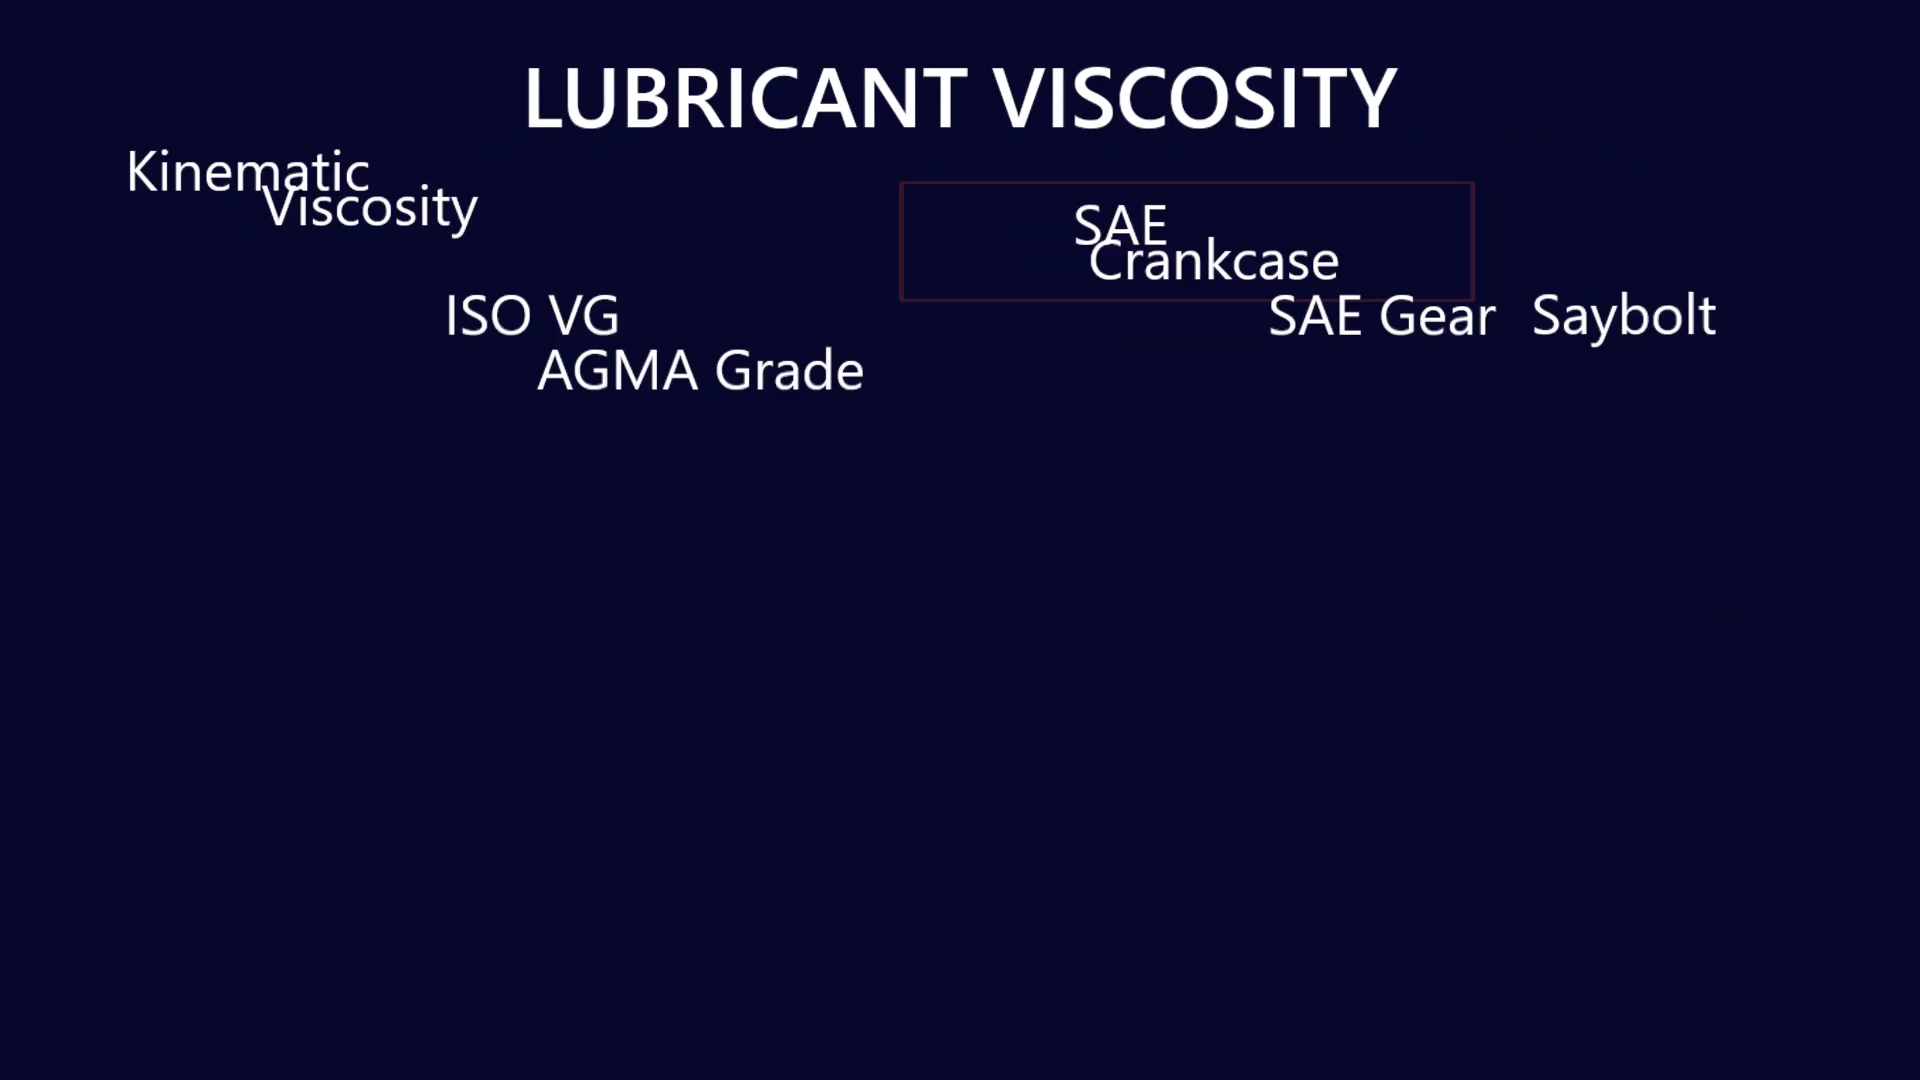 LUBRICANT VISCOSITY
Kinematic
Viscosity
SAE
Crankcase
ISO VG
SAE Gear
Saybolt
AGMA Grade